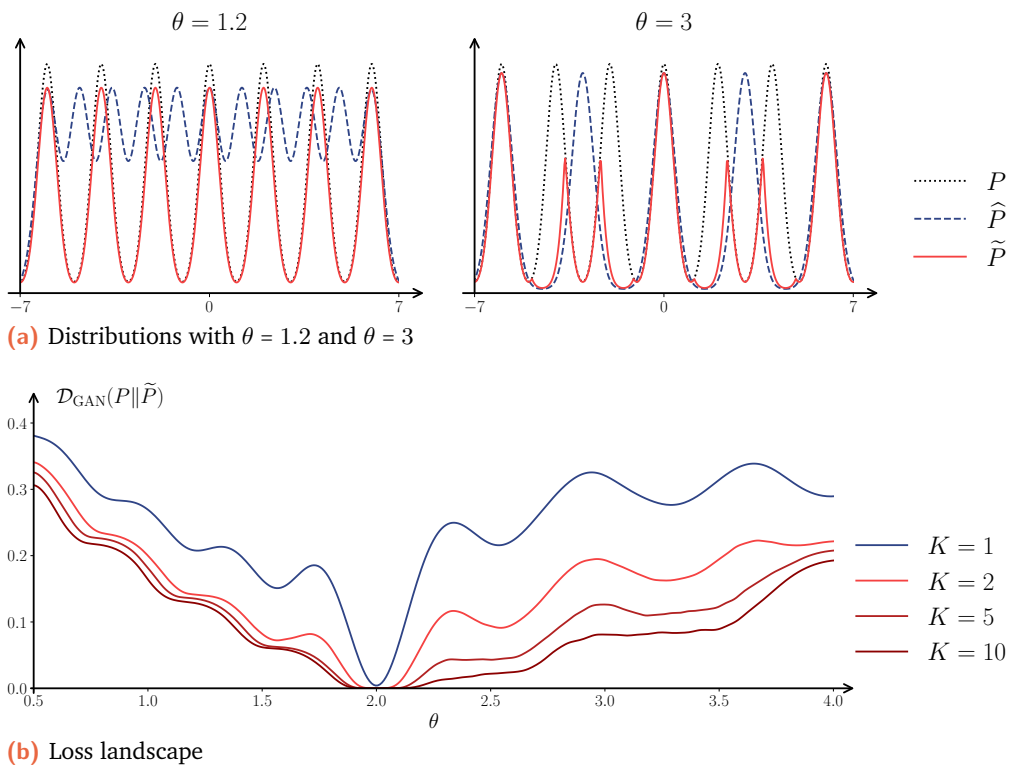 θ = 1.2
θ = 3
P
P̂
P̃
−7 0 7
−7 0 7
(a) Distributions with θ = 1.2 and θ = 3
𝒟_GAN(P∥P̃)
0.4
0.3
0.2
0.1
0.0
K = 1
K = 2
K = 5
K = 10
0.5 1.0 1.5 2.0 2.5 3.0 3.5 4.0
θ
(b) Loss landscape